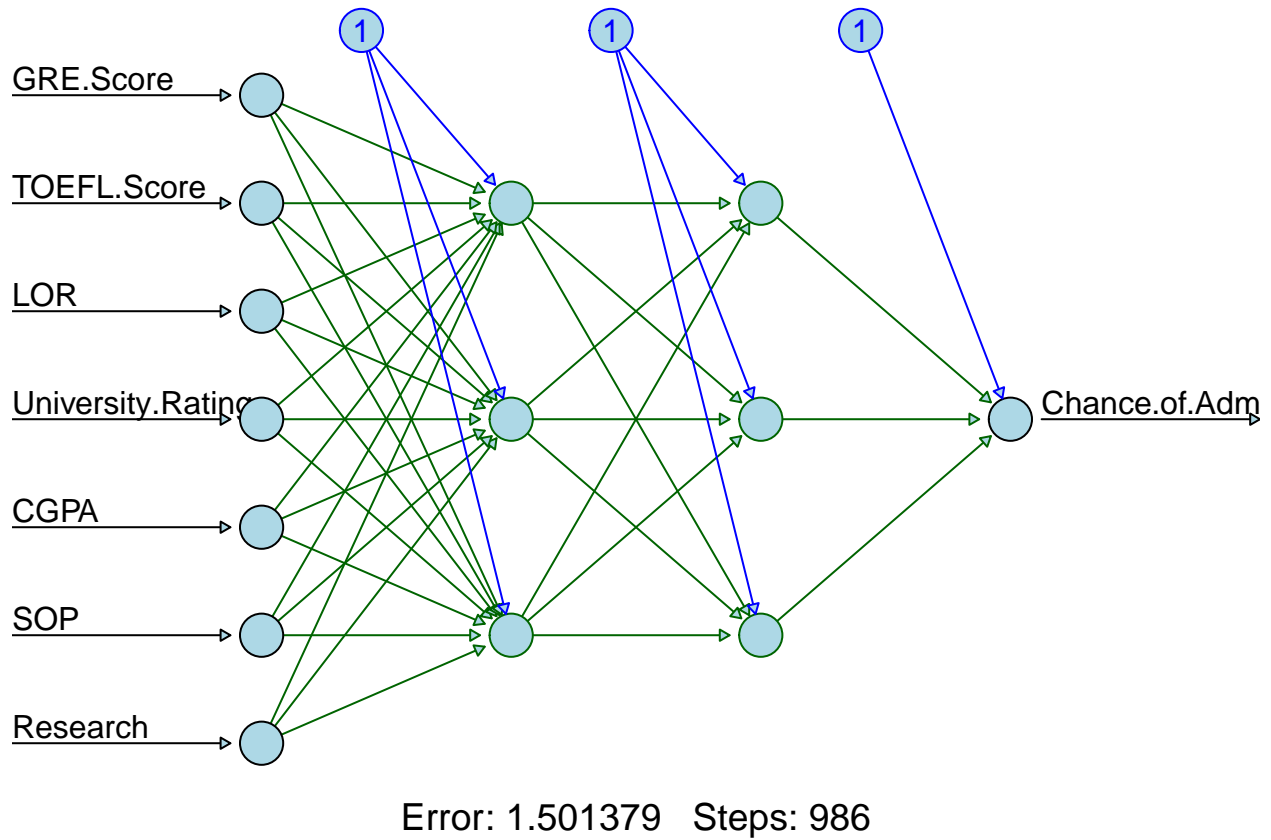 1 1 1
GRE.Score
TOEFL.Score
LOR
University.Rating
Chance.of.Adm
CGPA
SOP
Research
Error: 1.501379 Steps: 986